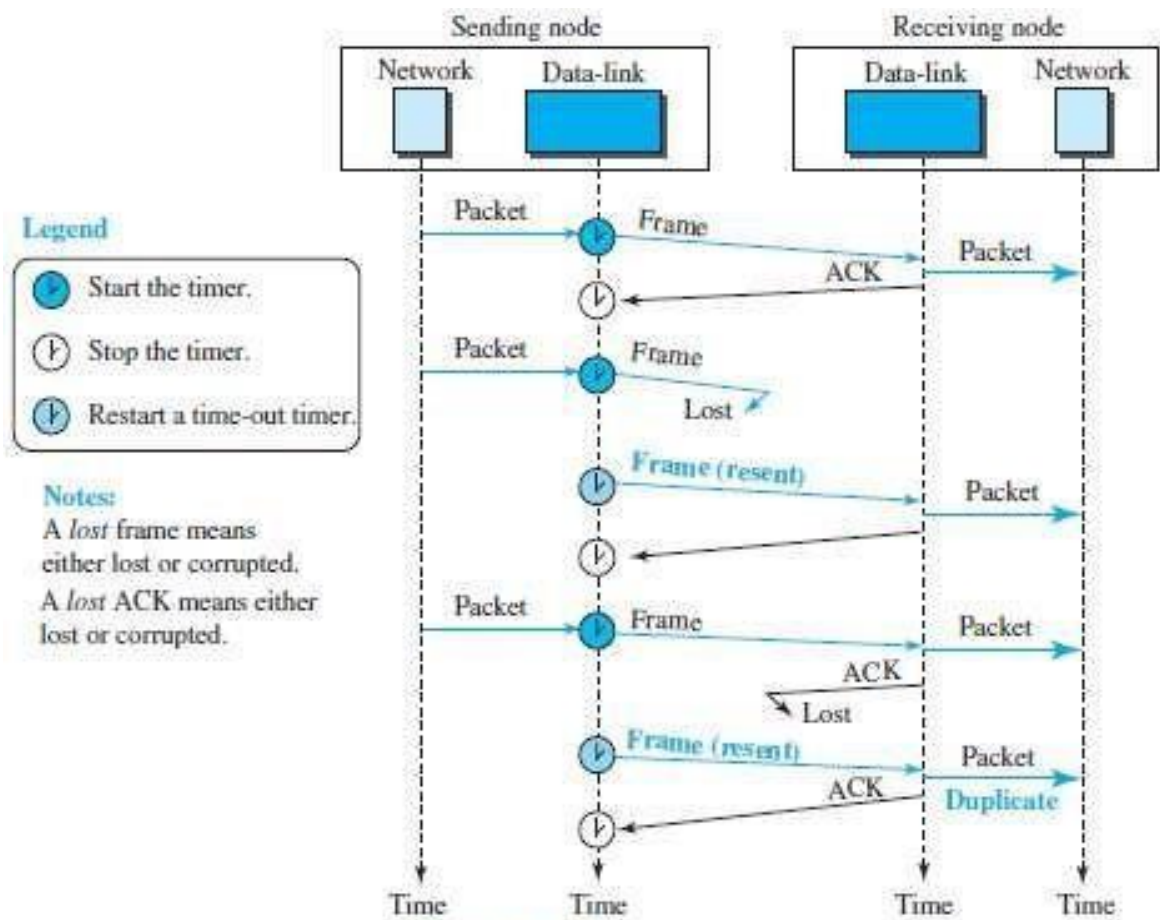 Sending node
Receiving node
Network
Data-link
Data-link
Network
Legend
Start the timer.
Stop the timer.
Restart a time-out timer.
Notes:
A lost frame means
either lost or corrupted.
A lost ACK means either
lost or corrupted.
Packet
Frame
Packet
ACK
Packet
Frame
Lost
Frame (resent)
Packet
Packet
Frame
Packet
ACK
Lost
Frame (resent)
Packet
ACK
Duplicate
Time
Time
Time
Time